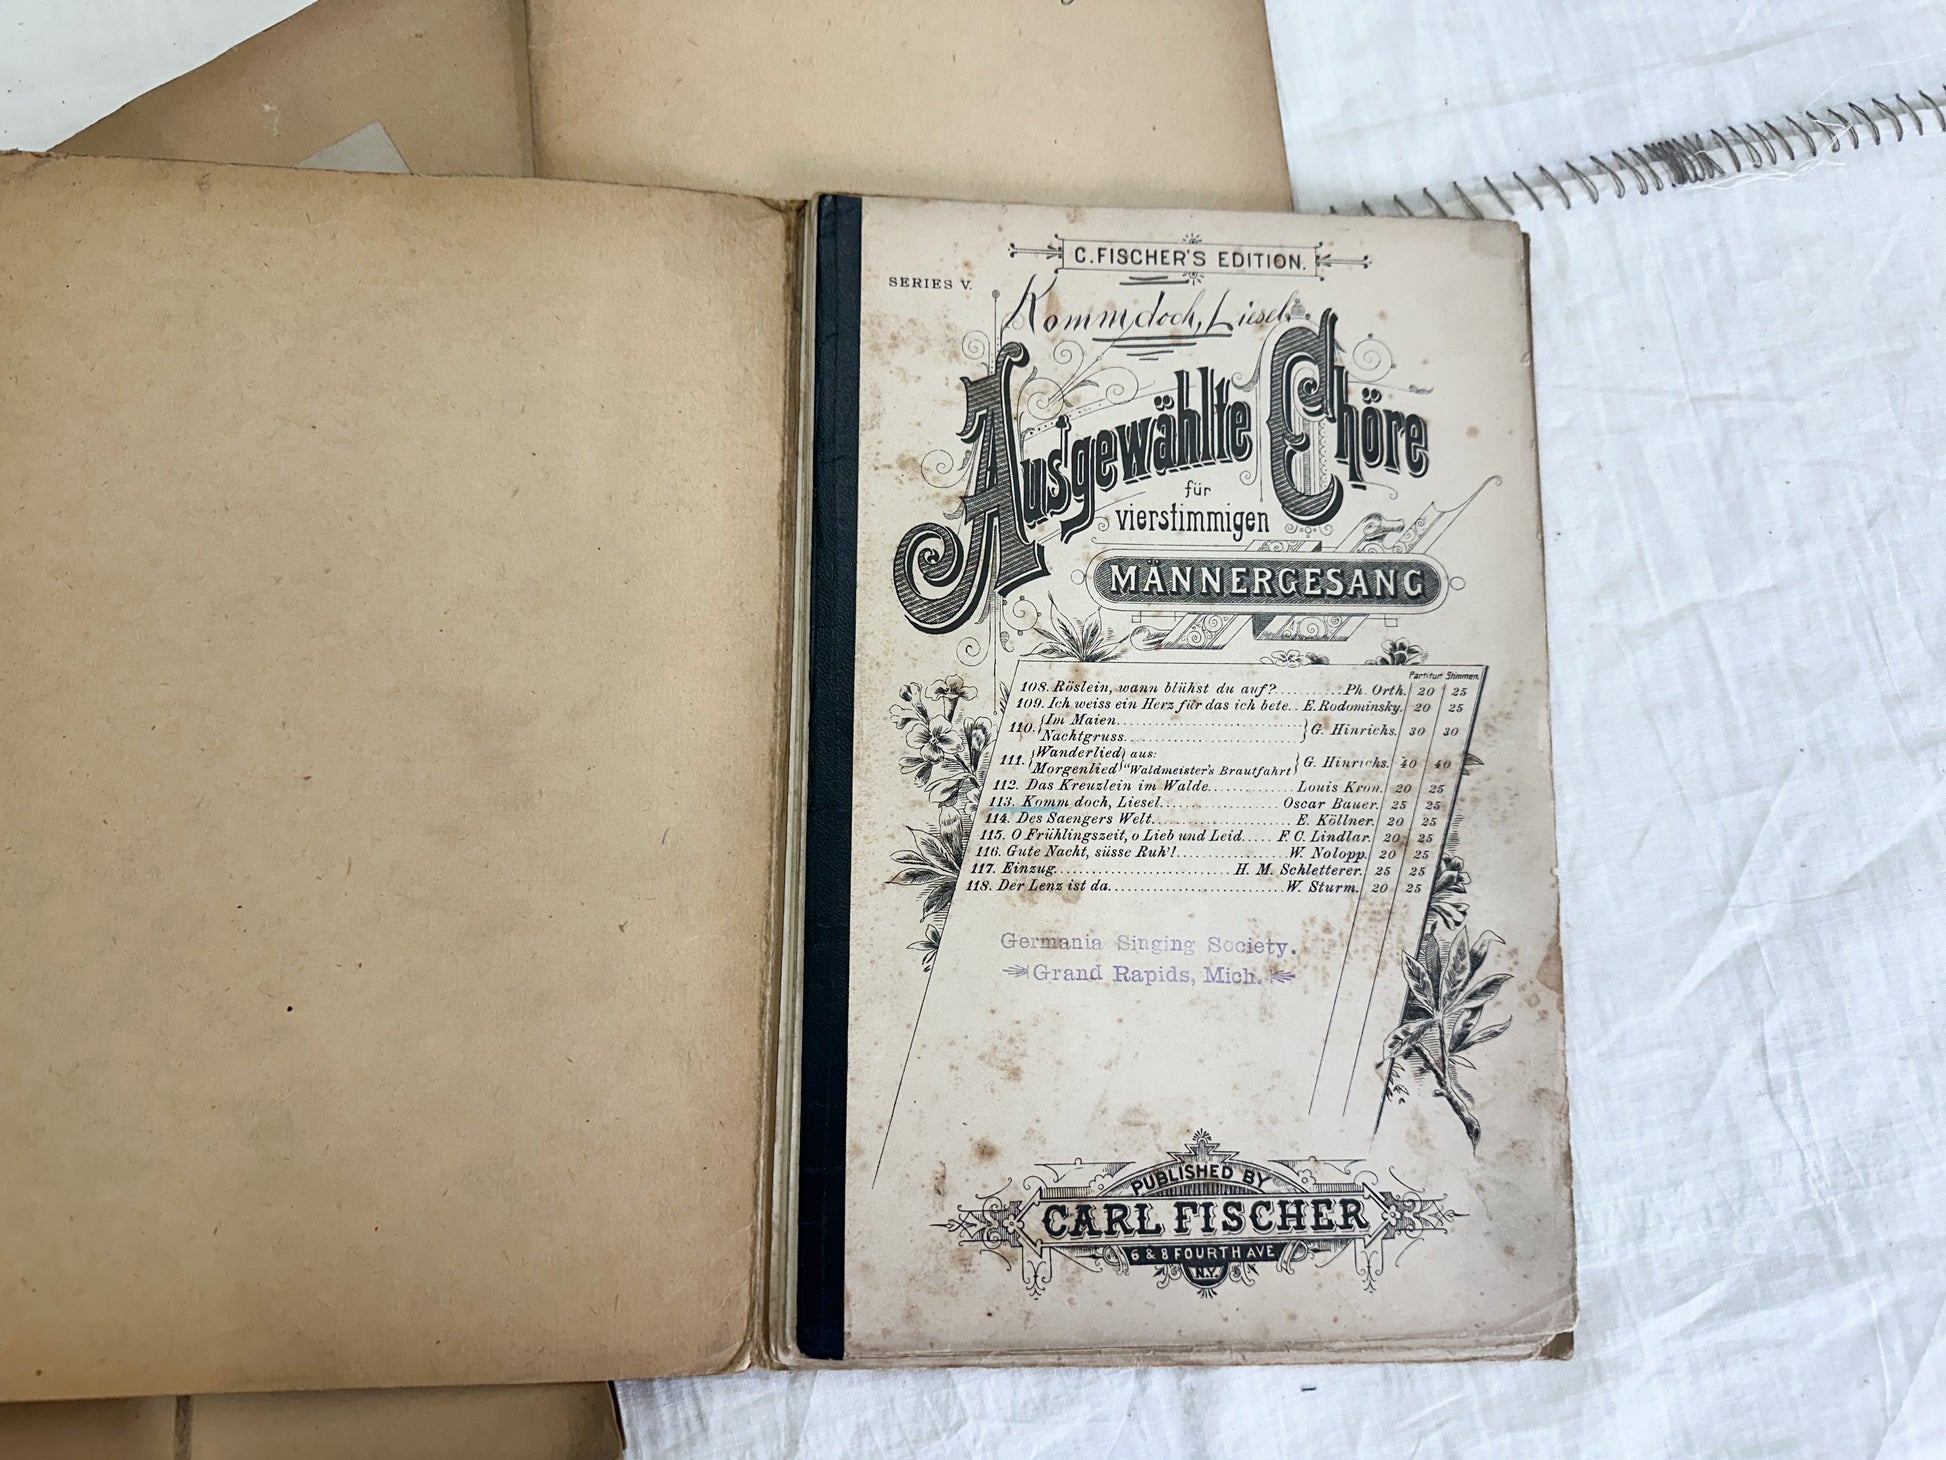 C. FISCHER'S EDITION.
SERIES V.
Komm doch, Liesel.
Ausgewählte Chöre
für
vierstimmigen
MÄNNERGESANG
Partitur. Stimmen.
108. Röslein, wann blühst du auf?..........Ph. Orth. 20 25
109. Ich weiss ein Herz für das ich bete.. E. Rodominsky. 20 25
110. {Im Maien............................} G. Hinrichs. 30 30
Nachtgruss............................
111. {Wanderlied} aus: } G. Hinrichs. 40 40
Morgenlied "Waldmeister's Brautfahrt
112. Das Kreuzlein im Walde............Louis Kron. 20 25
113. Komm doch, Liesel................Oscar Bauer. 25 25
114. Des Saengers Welt....................E. Köllner. 20 25
115. O Frühlingszeit, o Lieb und Leid..... F. C. Lindlar. 20 25
116. Gute Nacht, süsse Ruh'!................W. Nolopp. 20 25
117. Einzug........................H. M. Schletterer. 25 25
118. Der Lenz ist da........................W. Sturm. 20 25
Germania Singing Society.
Grand Rapids, Mich.
PUBLISHED BY
CARL FISCHER
6 & 8 FOURTH AVE
N.Y.